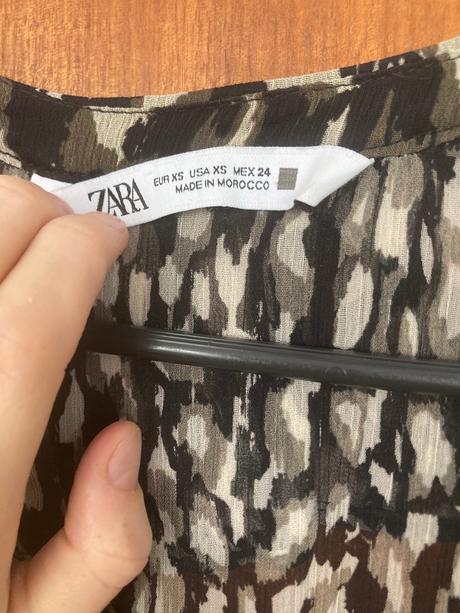 ZARA
EUR XS USA XS MEX 24
MADE IN MOROCCO